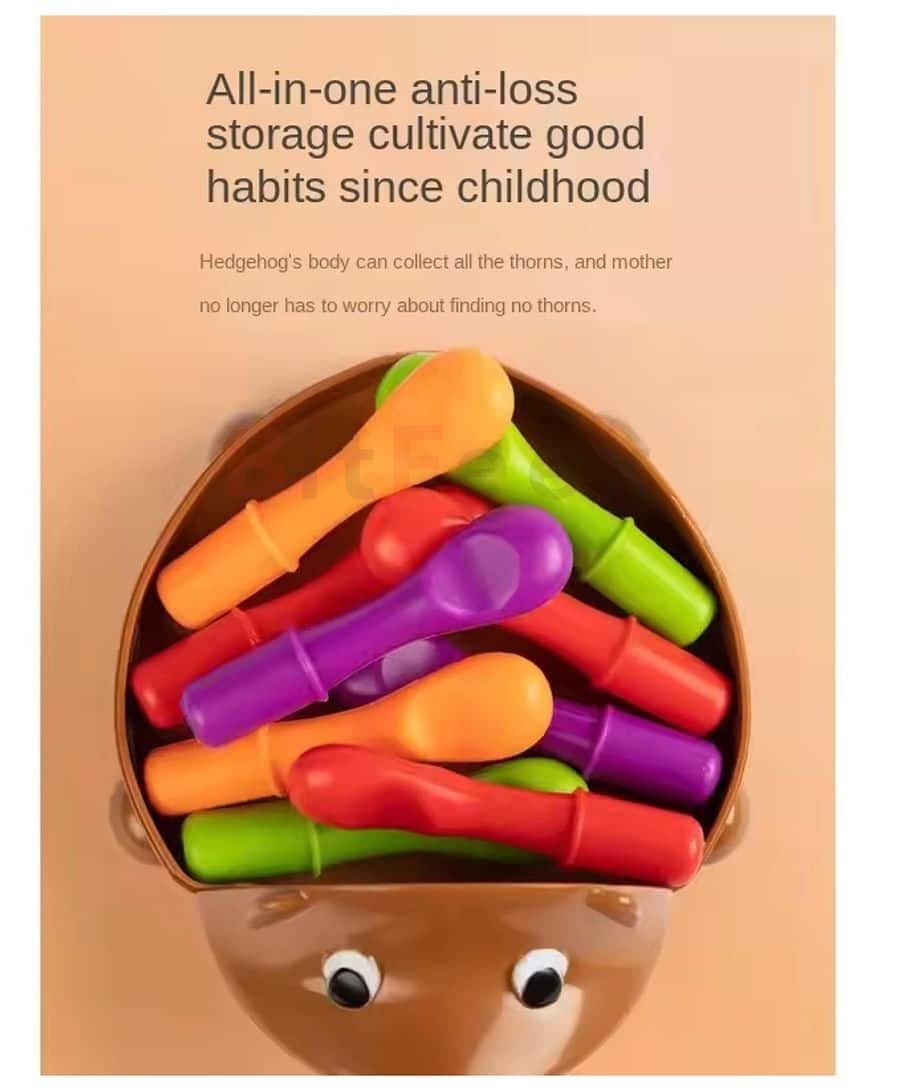 All-in-one anti-loss
storage cultivate good
habits since childhood
Hedgehog's body can collect all the thorns, and mother
no longer has to worry about finding no thorns.